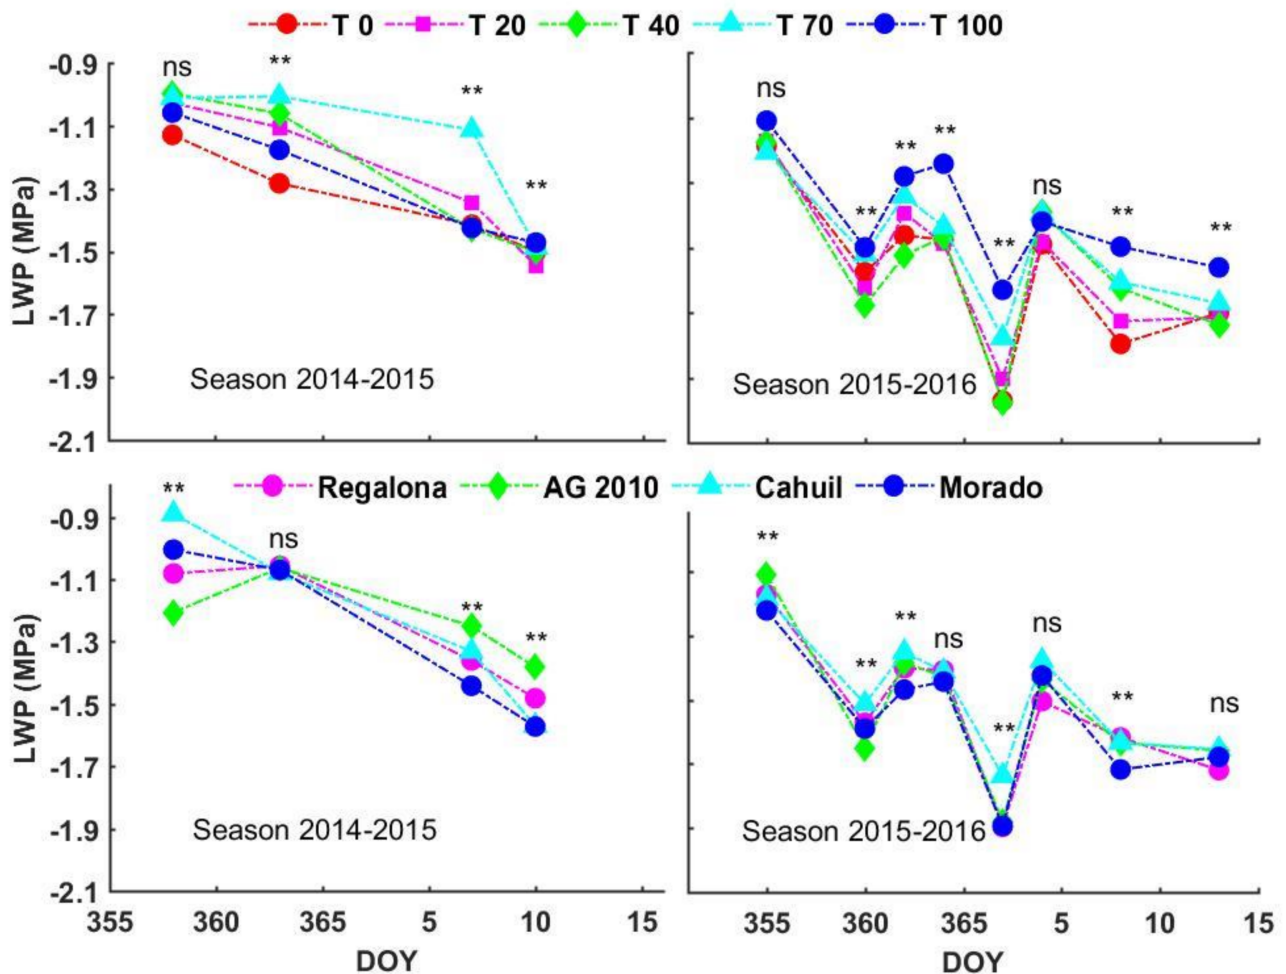 T 0 T 20 T 40 T 70 T 100
-0.9
-1.1
-1.3
-1.5
-1.7
-1.9
-2.1
LWP (MPa)
ns ** ** **
Season 2014-2015
ns ** ** ** ** ns ** **
Season 2015-2016
Regalona AG 2010 Cahuil Morado
-0.9
-1.1
-1.3
-1.5
-1.7
-1.9
-2.1
LWP (MPa)
** ns ** **
Season 2014-2015
355 360 365 5 10 15
DOY
** ** ** ns ** ns ** ns
Season 2015-2016
355 360 365 5 10 15
DOY